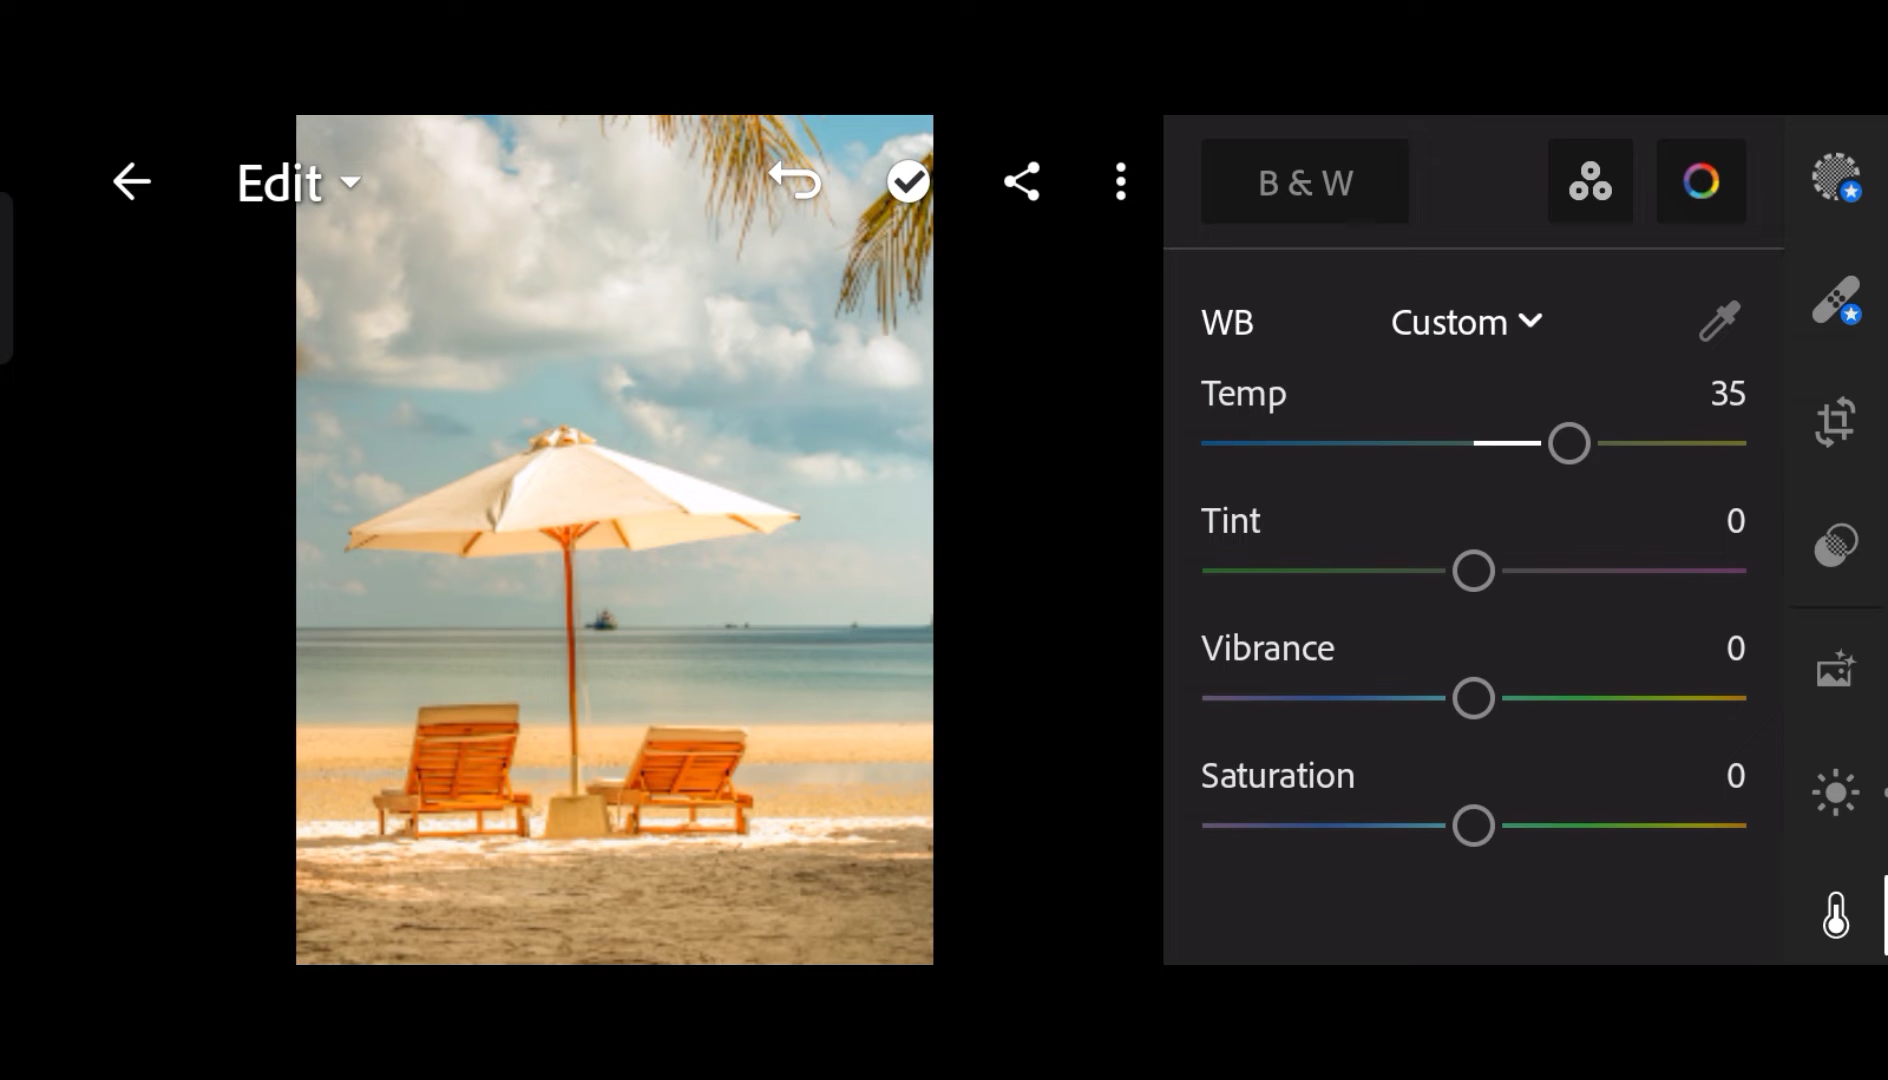 Edit
B & W
WB Custom
Temp 35
Tint 0
Vibrance 0
Saturation 0